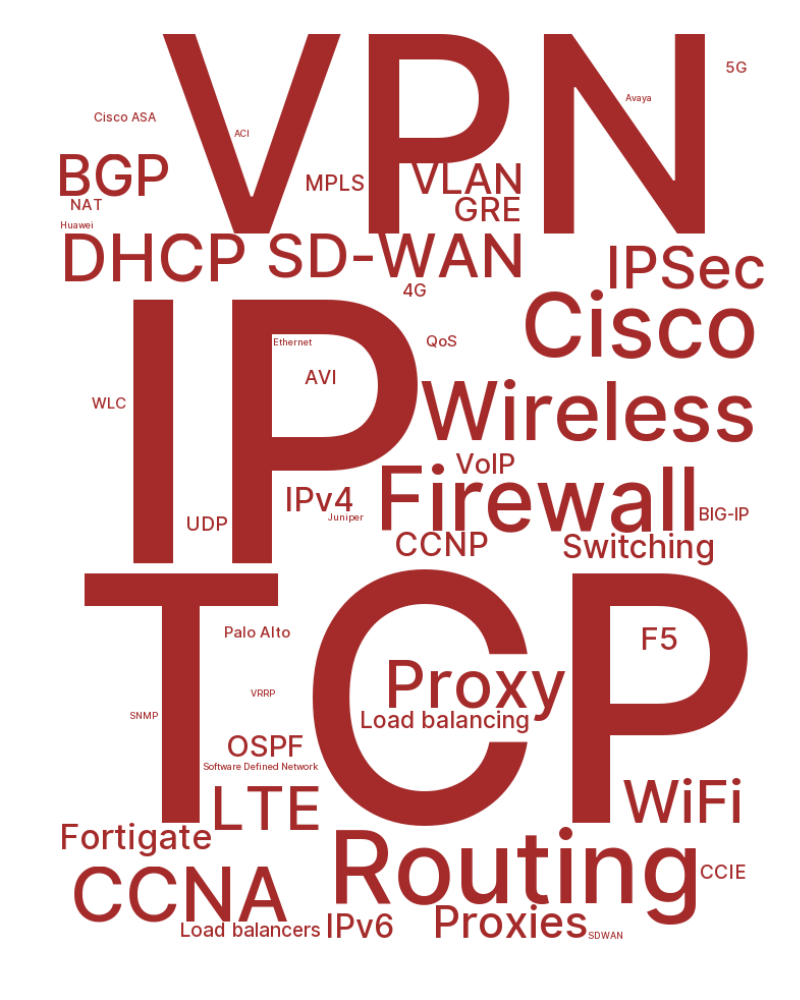 VPN
5G
Avaya
Cisco ASA
ACI
BGP
MPLS
VLAN
NAT
GRE
Huawei
DHCP
SD-WAN
IPSec
4G
Cisco
IP
Ethernet
QoS
AVI
WLC
Wireless
VoIP
Firewall
IPv4
Juniper
UDP
BIG-IP
CCNP
Switching
TCP
Palo Alto
F5
Proxy
VRRP
SNMP
Load balancing
OSPF
Software Defined Network
LTE
WiFi
Fortigate
Routing
CCIE
CCNA
Load balancers
IPv6
Proxies
SDWAN